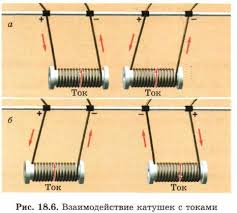 а + − − +
Ток Ток
б + − + −
Ток Ток
Рис. 18.6. Взаимодействие катушек с токами